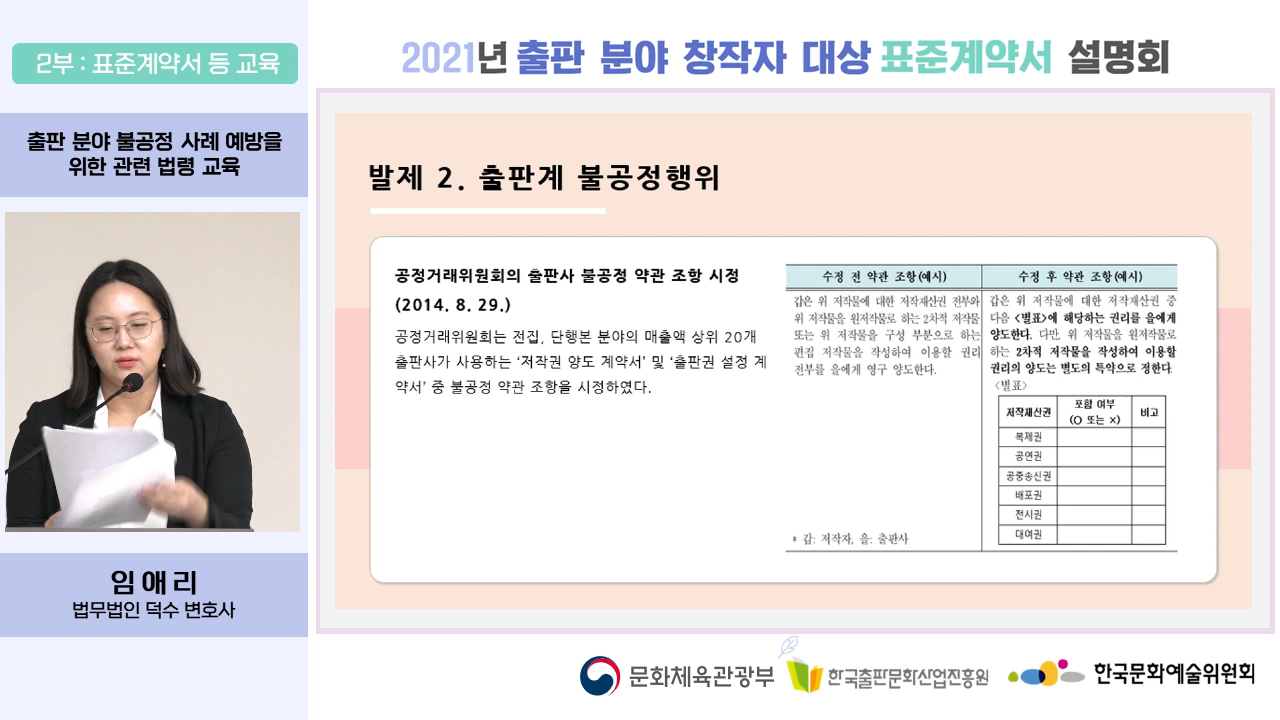 2부 : 표준계약서 등 교육
출판 분야 불공정 사례 예방을
위한 관련 법령 교육
임애리
법무법인 덕수 변호사
2021년 출판 분야 창작자 대상 표준계약서 설명회
발제 2. 출판계 불공정행위
공정거래위원회의 출판사 불공정 약관 조항 시정
(2014. 8. 29.)
공정거래위원회는 전집, 단행본 분야의 매출액 상위 20개
출판사가 사용하는 ‘저작권 양도 계약서’ 및 ‘출판권 설정 계
약서’ 중 불공정 약관 조항을 시정하였다.
수정 전 약관 조항(예시)
갑은 위 저작물에 대한 저작재산권 전부와
위 저작물을 원저작물로 하는 2차적 저작물
또는 위 저작물을 구성 부분으로 하는
편집 저작물을 작성하여 이용할 권리
전부를 을에게 영구 양도한다.
* 갑: 저작자, 을: 출판사
수정 후 약관 조항(예시)
갑은 위 저작물에 대한 저작재산권 중
다음 <별표>에 해당하는 권리를 을에게
양도한다. 다만, 위 저작물을 원저작물로
하는 2차적 저작물을 작성하여 이용할
권리의 양도는 별도의 특약으로 정한다.
<별표>
저작재산권 포함 여부 (O 또는 ×) 비고
복제권
공연권
공중송신권
배포권
전시권
대여권
문화체육관광부
한국출판문화산업진흥원
한국문화예술위원회